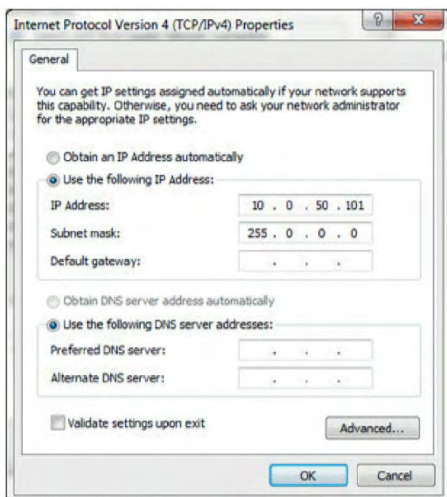 Internet Protocol Version 4 (TCP/IPv4) Properties
General
You can get IP settings assigned automatically if your network supports
this capability. Otherwise, you need to ask your network administrator
for the appropriate IP settings.
Obtain an IP Address automatically
Use the following IP Address:
IP Address: 10 . 0 . 50 . 101
Subnet mask: 255 . 0 . 0 . 0
Default gateway: . . .
Obtain DNS server address automatically
Use the following DNS server addresses:
Preferred DNS server: . . .
Alternate DNS server: . . .
Validate settings upon exit
Advanced...
OK Cancel